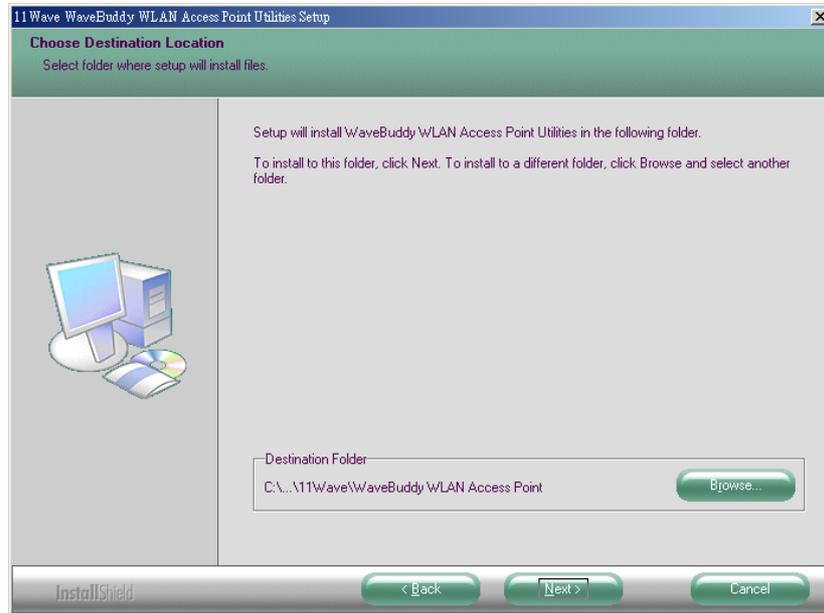 11Wave WaveBuddy WLAN Access Point Utilities Setup
Choose Destination Location
Select folder where setup will install files.
Setup will install WaveBuddy WLAN Access Point Utilities in the following folder.
To install to this folder, click Next. To install to a different folder, click Browse and select another
folder.
Destination Folder
C:\...\11Wave\WaveBuddy WLAN Access Point
Browse...
InstallShield
< Back
Next >
Cancel